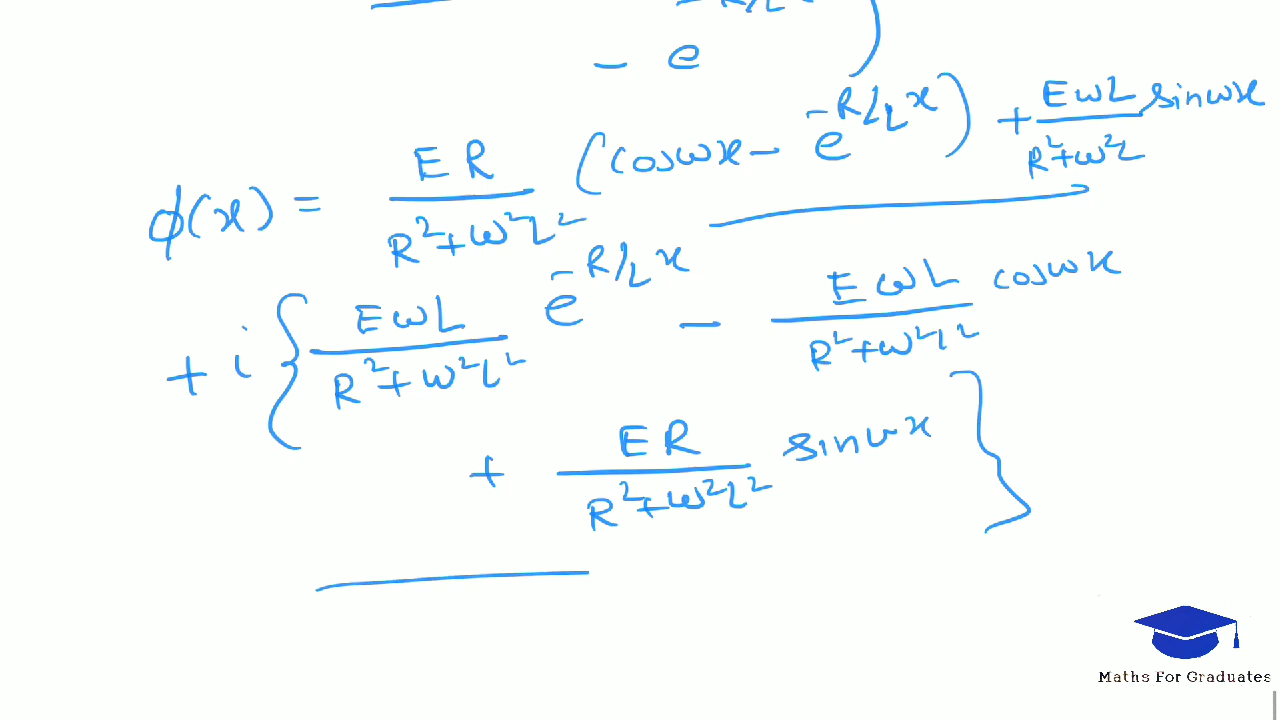 -R/L
- e )
φ(x) = ER/(R²+ω²L²) (cosωx - e^(-R/L x)) + EωL/(R²+ω²L) sinωx
+ i { EωL/(R²+ω²L²) e^(-R/L x) - EωL/(R²+ω²L²) cosωx
+ ER/(R²+ω²L²) sinωx }
Maths For Graduates